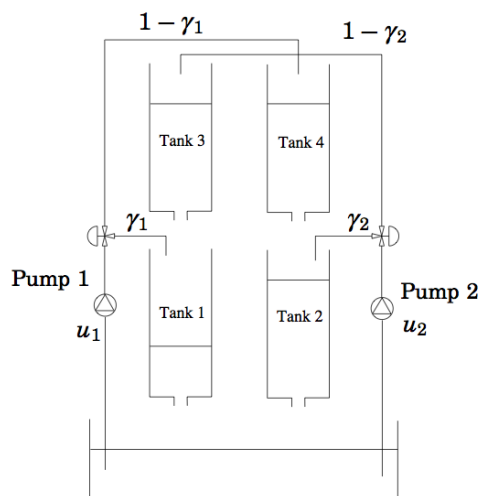 1 − γ₁
1 − γ₂
Tank 3
Tank 4
γ₁
γ₂
Pump 1
u₁
Tank 1
Tank 2
Pump 2
u₂